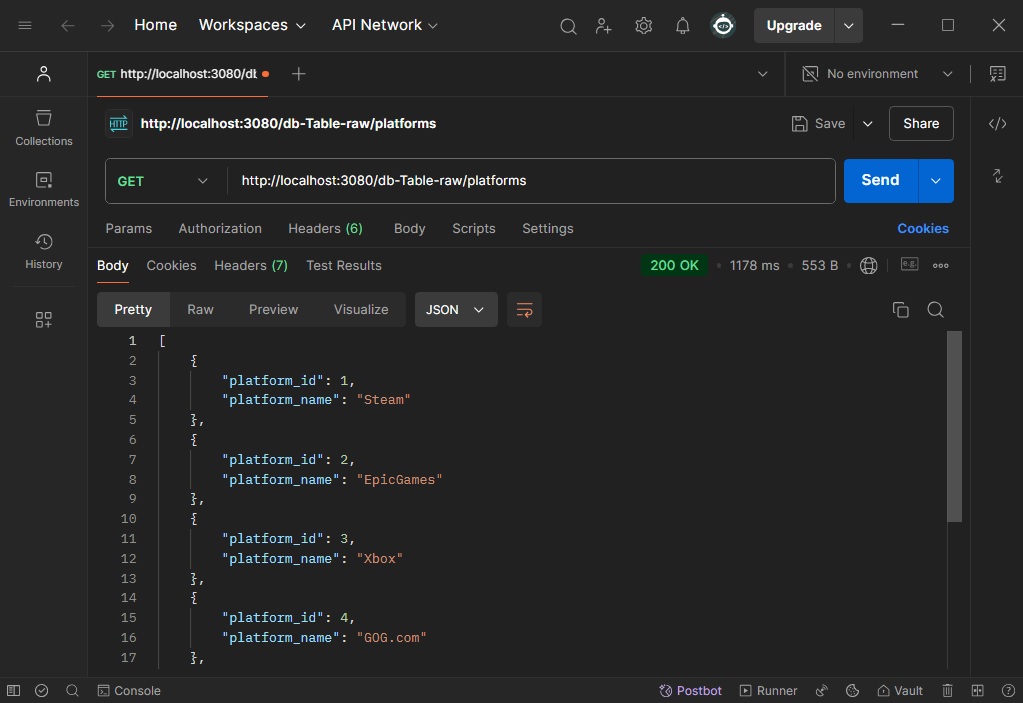 Home Workspaces API Network Upgrade
GET http://localhost:3080/db No environment
HTTP http://localhost:3080/db-Table-raw/platforms Save Share
Collections
Environments
History
GET http://localhost:3080/db-Table-raw/platforms Send
Params Authorization Headers (6) Body Scripts Settings Cookies
Body Cookies Headers (7) Test Results 200 OK 1178 ms 553 B e.g.
Pretty Raw Preview Visualize JSON
1 [
2 {
3 "platform_id": 1,
4 "platform_name": "Steam"
5 },
6 {
7 "platform_id": 2,
8 "platform_name": "EpicGames"
9 },
10 {
11 "platform_id": 3,
12 "platform_name": "Xbox"
13 },
14 {
15 "platform_id": 4,
16 "platform_name": "GOG.com"
17 },
Console Postbot Runner Vault